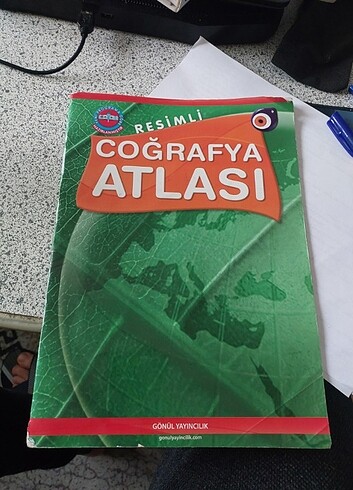 RESİMLİ
COĞRAFYA
ATLASI
GÖNÜL YAYINCILIK
gonulyayincilik.com